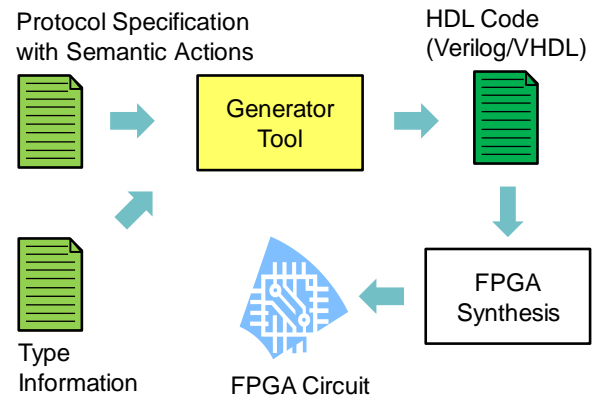 Protocol Specification
with Semantic Actions
HDL Code
(Verilog/VHDL)
Generator
Tool
FPGA
Synthesis
Type
Information
FPGA Circuit